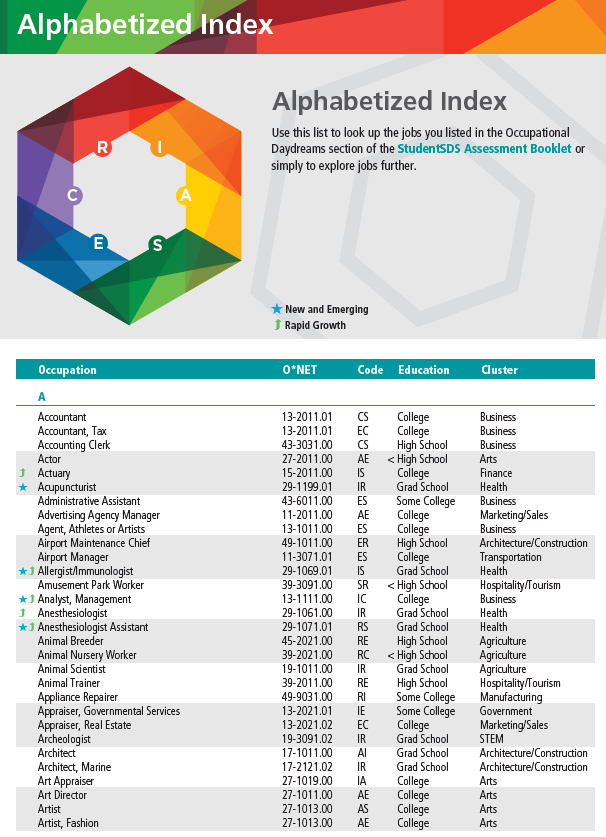 Alphabetized Index
R I
C A
E S
Alphabetized Index
Use this list to look up the jobs you listed in the Occupational
Daydreams section of the StudentSDS Assessment Booklet or
simply to explore jobs further.
New and Emerging
Rapid Growth
Occupation O*NET Code Education Cluster
A
Accountant 13-2011.01 CS College Business
Accountant, Tax 13-2011.01 EC College Business
Accounting Clerk 43-3031.00 CS High School Business
Actor 27-2011.00 AE < High School Arts
Actuary 15-2011.00 IS College Finance
Acupuncturist 29-1199.01 IR Grad School Health
Administrative Assistant 43-6011.00 ES Some College Business
Advertising Agency Manager 11-2011.00 AE College Marketing/Sales
Agent, Athletes or Artists 13-1011.00 ES College Business
Airport Maintenance Chief 49-1011.00 ER High School Architecture/Construction
Airport Manager 11-3071.01 ES College Transportation
Allergist/Immunologist 29-1069.01 IS Grad School Health
Amusement Park Worker 39-3091.00 SR < High School Hospitality/Tourism
Analyst, Management 13-1111.00 IC College Business
Anesthesiologist 29-1061.00 IR Grad School Health
Anesthesiologist Assistant 29-1071.01 RS Grad School Health
Animal Breeder 45-2021.00 RE High School Agriculture
Animal Nursery Worker 39-2021.00 RC < High School Agriculture
Animal Scientist 19-1011.00 IR Grad School Agriculture
Animal Trainer 39-2011.00 RE High School Hospitality/Tourism
Appliance Repairer 49-9031.00 RI Some College Manufacturing
Appraiser, Governmental Services 13-2021.01 IE Some College Government
Appraiser, Real Estate 13-2021.02 EC College Marketing/Sales
Archeologist 19-3091.02 IR Grad School STEM
Architect 17-1011.00 AI Grad School Architecture/Construction
Architect, Marine 17-2121.02 IR Grad School Architecture/Construction
Art Appraiser 27-1019.00 IA College Arts
Art Director 27-1011.00 AE College Arts
Artist 27-1013.00 AS College Arts
Artist, Fashion 27-1013.00 AE College Arts